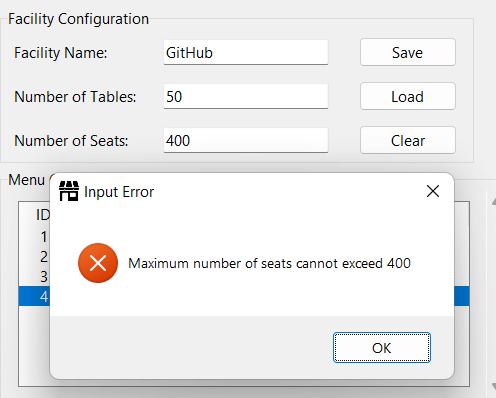 Facility Configuration
Facility Name: GitHub Save
Number of Tables: 50 Load
Number of Seats: 400 Clear
Menu
Input Error
ID
1
2
3
4
Maximum number of seats cannot exceed 400
OK